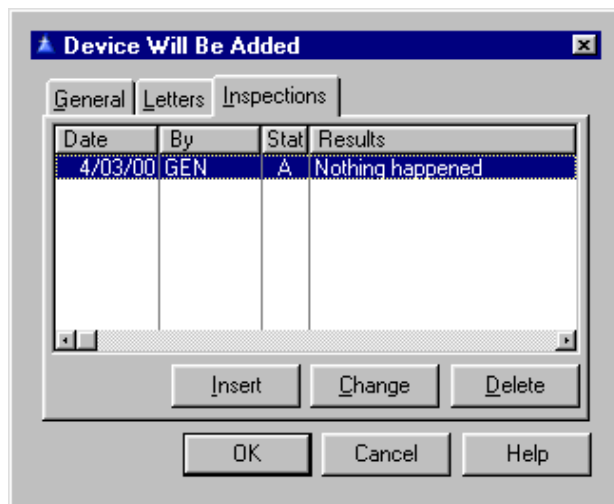 Device Will Be Added
General Letters Inspections
Date By Stat Results
4/03/00 GEN A Nothing happened
Insert Change Delete
OK Cancel Help